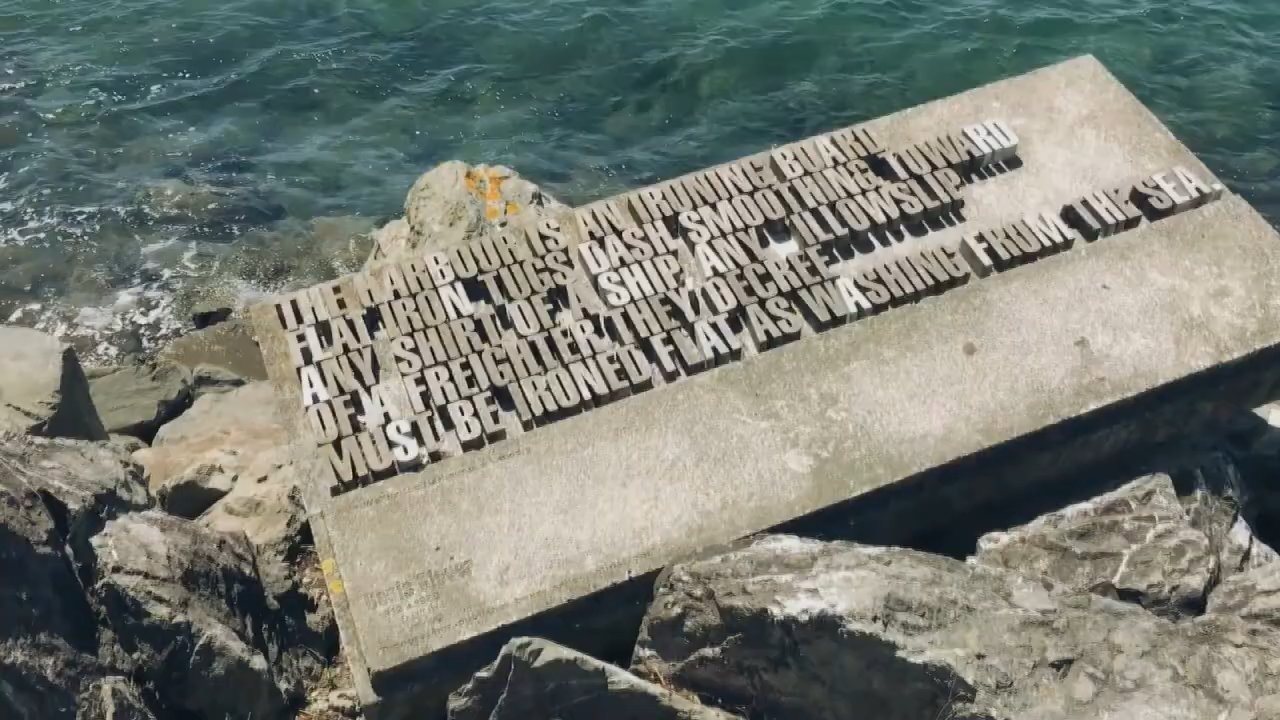 THE HARBOUR IS AN IRONING BOARD
FLAT IRON TUGS DASH SMOOTHING TOWARD
ANY SHIRT OF A SHIP, ANY PILLOWSLIP
OF A FREIGHTER THEY DECREE
MUST BE IRONED FLAT AS WASHING FROM THE SEA.